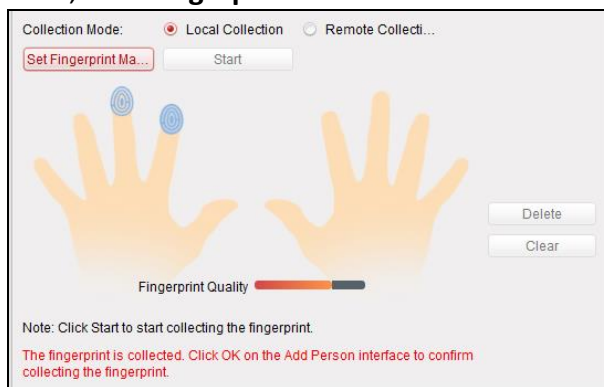 Collection Mode: Local Collection Remote Collecti...
Set Fingerprint Ma... Start
Delete
Clear
Fingerprint Quality
Note: Click Start to start collecting the fingerprint.
The fingerprint is collected. Click OK on the Add Person interface to confirm
collecting the fingerprint.